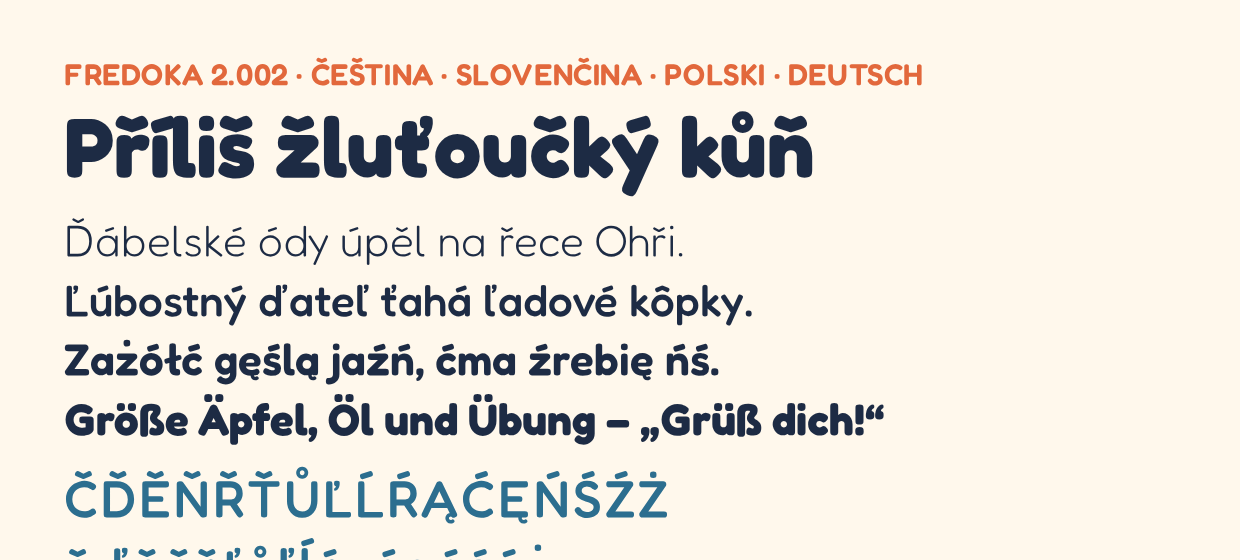 FREDOKA 2.002 · ČEŠTINA · SLOVENČINA · POLSKI · DEUTSCH
Příliš žluťoučký kůň
Ďábelské ódy úpěl na řece Ohři.
Ľúbostný ďateľ ťahá ľadové kôpky.
Zażółć gęślą jaźń, ćma źrebię ńś.
Größe Äpfel, Öl und Übung – „Grüß dich!“
ČĎĚŇŘŤŮĽĹŔĄĆĘŃŚŹŻ